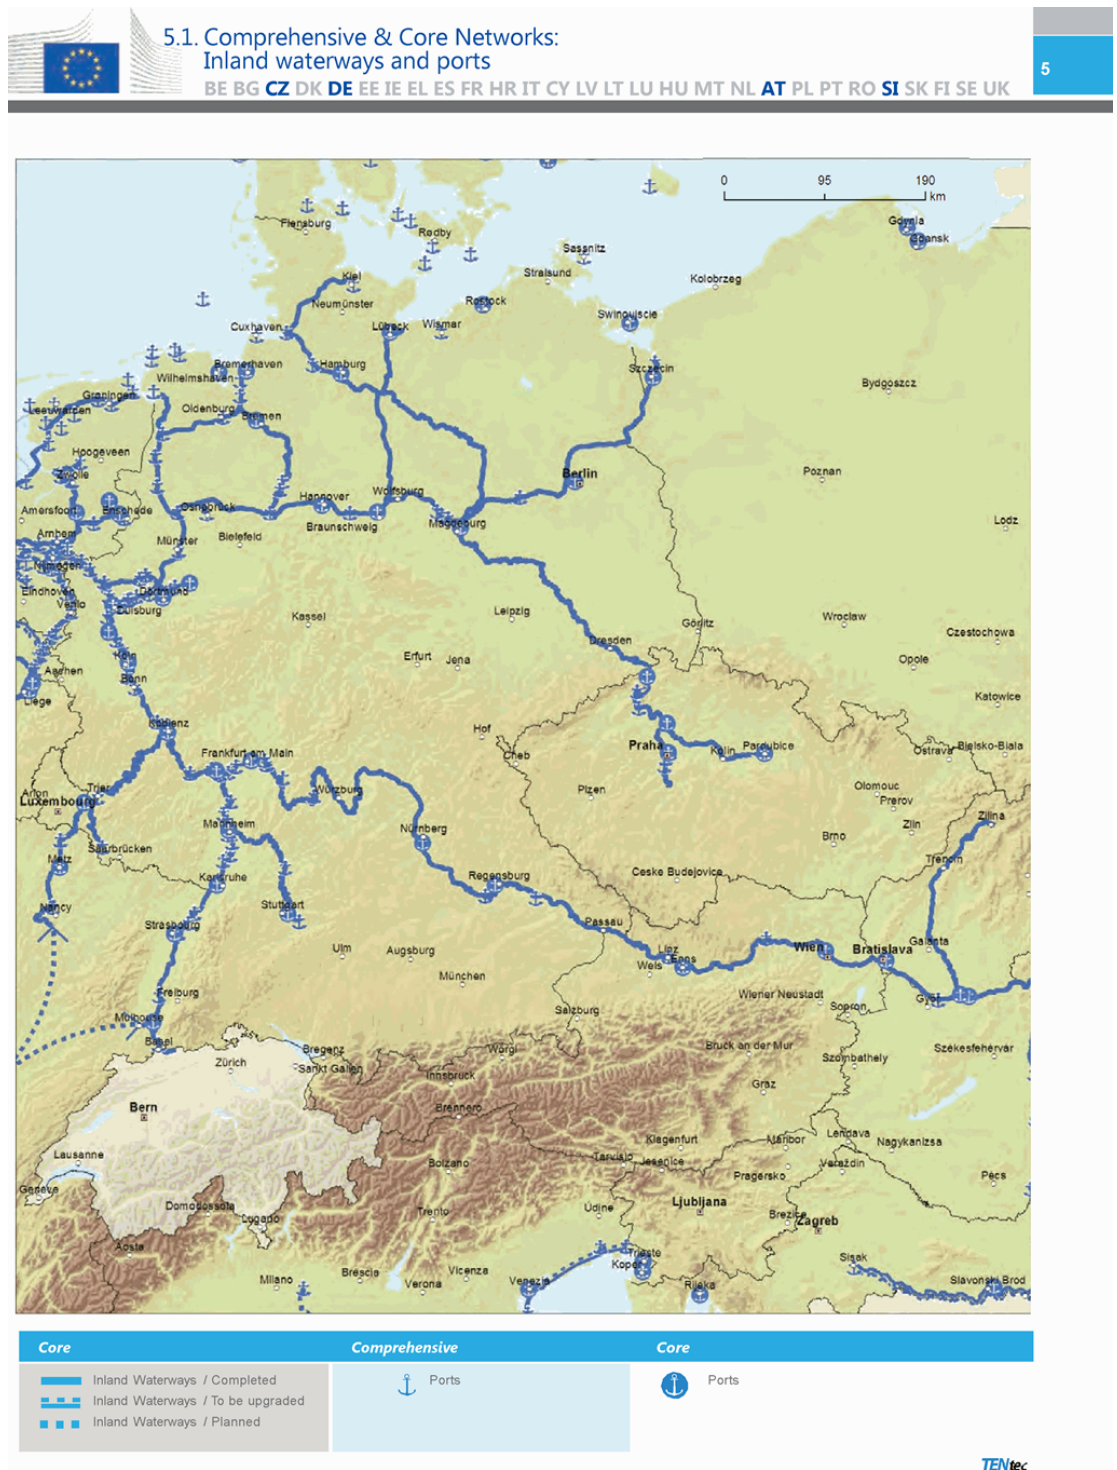 5.1. Comprehensive & Core Networks:
Inland waterways and ports
BE BG CZ DK DE EE IE EL ES FR HR IT CY LV LT LU HU MT NL AT PL PT RO SI SK FI SE UK
5
0 95 190
km
Gdynia
Gdansk
Flensburg
Rødby
Sassnitz
Stralsund
Kolobrzeg
Kiel
Neumünster
Rostock
Swinoujscie
Cuxhaven
Lübeck
Wismar
Bremerhaven
Hamburg
Szczecin
Wilhelmshaven
Bydgoszcz
Groningen
Leeuwarden
Oldenburg
Bremen
Hoogeveen
Zwolle
Berlin
Poznan
Hannover
Wolfsburg
Amersfoort
Enschede
Osnabrück
Braunschweig
Magdeburg
Lodz
Arnhem
Münster
Bielefeld
Nijmegen
Eindhoven
Dortmund
Venlo
Duisburg
Kassel
Leipzig
Görlitz
Wroclaw
Czestochowa
Dresden
Köln
Erfurt
Jena
Opole
Aachen
Bonn
Liege
Katowice
Koblenz
Hof
Praha
Kolin
Pardubice
Frankfurt am Main
Cheb
Ostrava
Bielsko-Biala
Arlon
Trier
Würzburg
Plzen
Olomouc
Prerov
Luxembourg
Mannheim
Nürnberg
Brno
Zlin
Zilina
Saarbrücken
Metz
Trencin
Karlsruhe
Regensburg
Ceske Budejovice
Nancy
Stuttgart
Strasbourg
Passau
Ulm
Augsburg
Linz
Wien
Bratislava
Galanta
München
Wels
Enns
Freiburg
Wiener Neustadt
Sopron
Györ
Mulhouse
Salzburg
Basel
Bregenz
Wörgl
Bruck an der Mur
Szombathely
Székesfehérvár
Zürich
Sankt Gallen
Innsbruck
Graz
Bern
Brennero
Lausanne
Klagenfurt
Maribor
Lendava
Nagykanizsa
Bolzano
Tarvisio
Jesenice
Varaždin
Geneve
Pragersko
Pécs
Domodossola
Lugano
Trento
Udine
Ljubljana
Brezice
Zagreb
Aosta
Trieste
Koper
Sisak
Milano
Brescia
Verona
Vicenza
Venezia
Rijeka
Slavonski Brod
Core Comprehensive Core
Inland Waterways / Completed
Inland Waterways / To be upgraded
Inland Waterways / Planned
Ports
Ports
TENtec